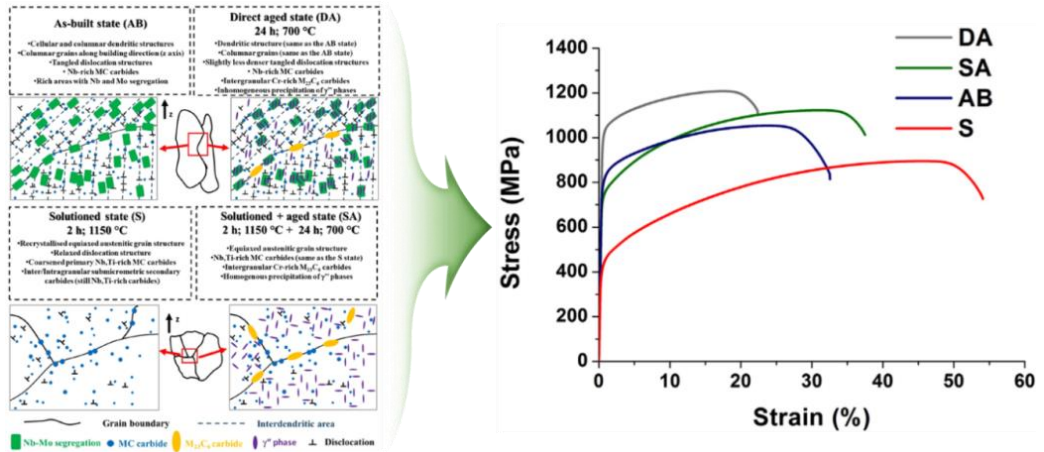 As-built state (AB)
•Cellular and columnar dendritic structures
•Columnar grains along building direction (z axis)
•Tangled dislocation structures
• Nb-rich MC carbides
•Rich areas with Nb and Mo segregation
Direct aged state (DA)
24 h; 700 °C
•Dendritic structure (same as the AB state)
•Columnar grains (same as the AB state)
•Slightly less denser tangled dislocation structures
• Nb-rich MC carbides
•Intergranular Cr-rich M₂₃C₆ carbides
•Inhomogeneous precipitation of γ'' phases
z
Solutioned state (S)
2 h; 1150 °C
•Recrystallised equiaxed austenitic grain structure
•Relaxed dislocation structure
•Coarsened primary Nb,Ti-rich MC carbides
•Inter/Intragranular submicrometric secondary
carbides (still Nb,Ti-rich carbides)
Solutioned + aged state (SA)
2 h; 1150 °C + 24 h; 700 °C
•Equiaxed austenitic grain structure
•Nb,Ti-rich MC carbides (same as the S state)
•Intergranular Cr-rich M₂₃C₆ carbides
•Homogenous precipitation of γ'' phases
z
Grain boundary
Interdendritic area
Nb-Mo segregation
MC carbide
M₂₃C₆ carbide
γ'' phase
Dislocation
Stress (MPa)
1400
1200
1000
800
600
400
200
0
0
10
20
30
40
50
60
Strain (%)
DA
SA
AB
S